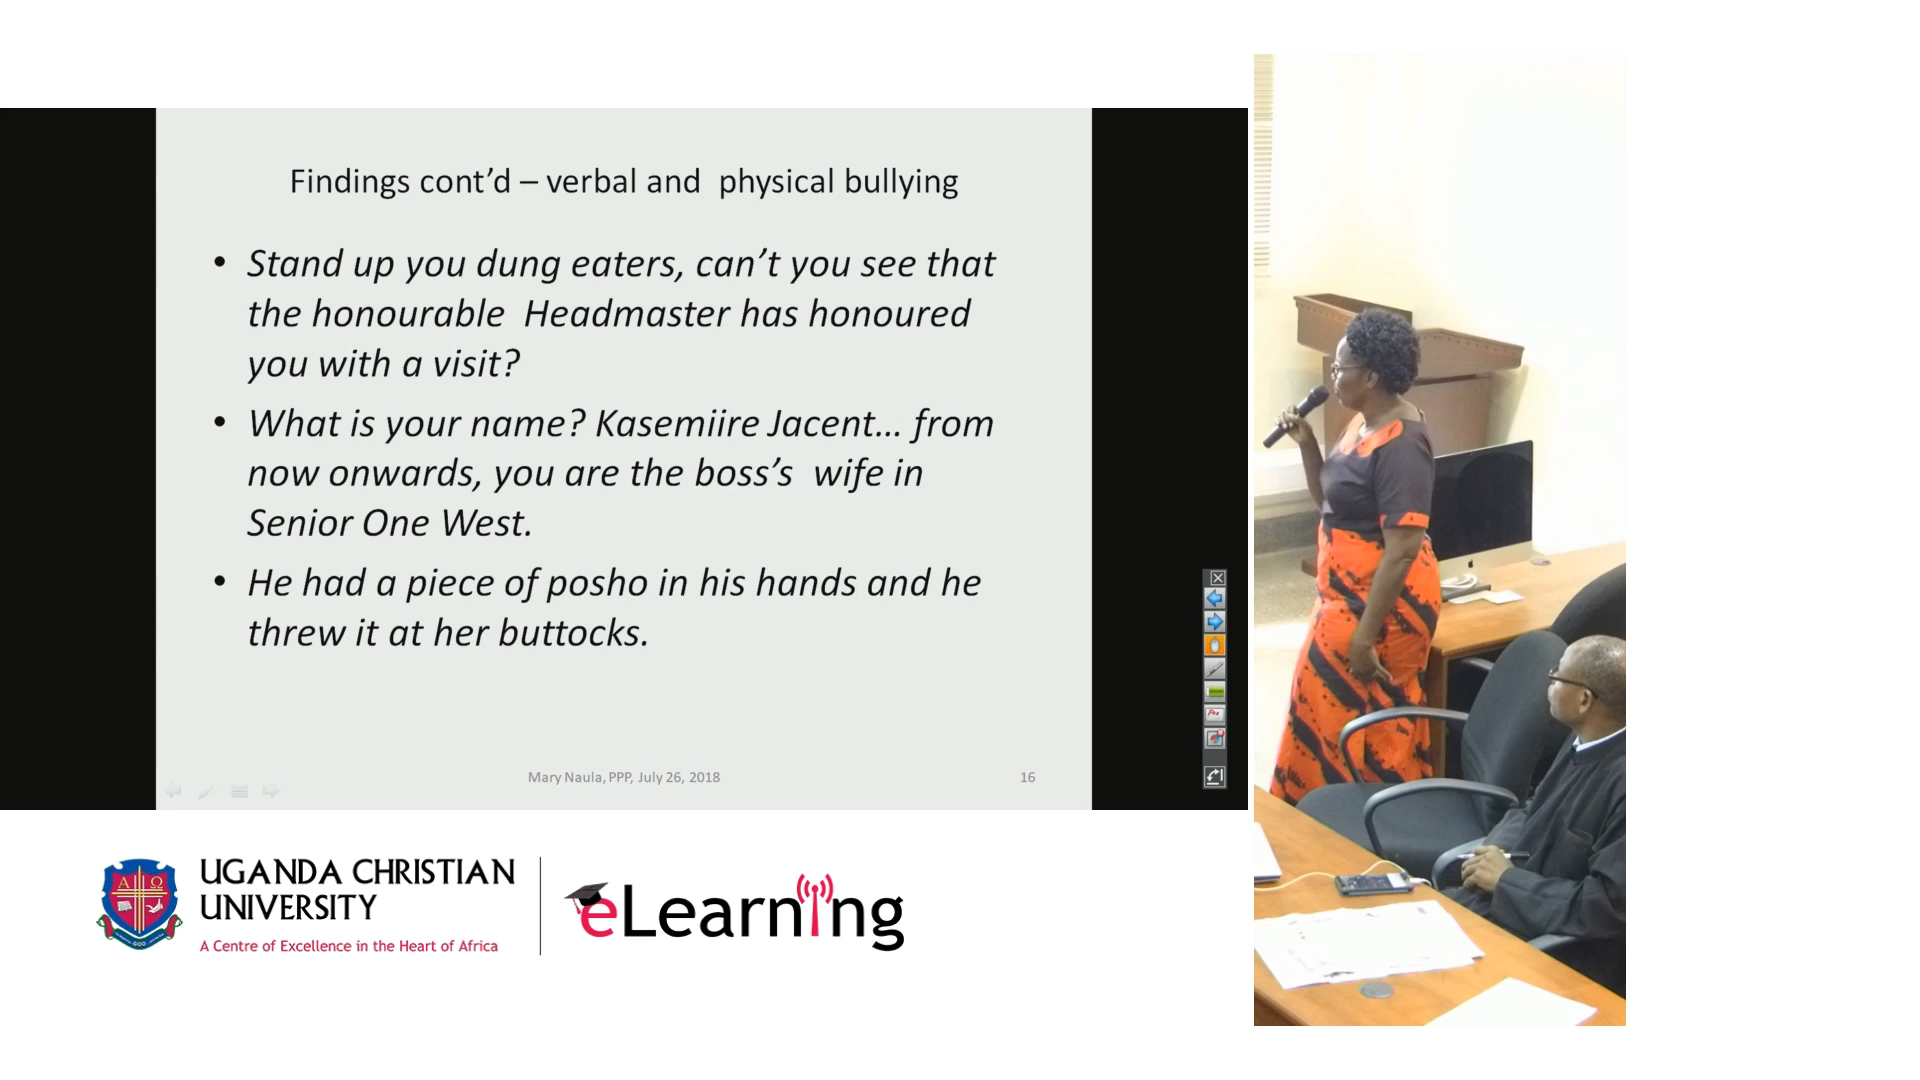 Findings cont’d – verbal and  physical bullying
• Stand up you dung eaters, can’t you see that
the honourable  Headmaster has honoured
you with a visit?
• What is your name? Kasemiire Jacent… from
now onwards, you are the boss’s  wife in
Senior One West.
• He had a piece of posho in his hands and he
threw it at her buttocks.
Mary Naula, PPP, July 26, 2018
16
UGANDA CHRISTIAN
UNIVERSITY
A Centre of Excellence in the Heart of Africa
eLearning
Α Ω